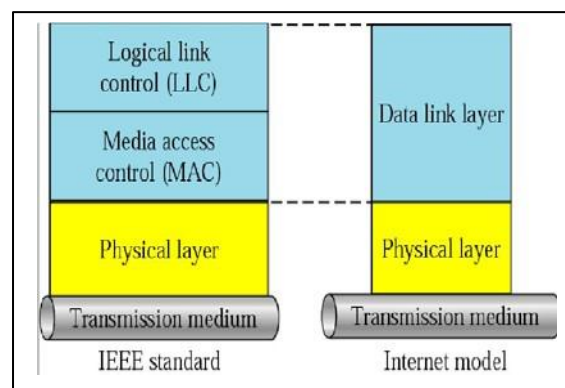 Logical link
control (LLC)
Media access
control (MAC)
Physical layer
Transmission medium
IEEE standard
Data link layer
Physical layer
Transmission medium
Internet model